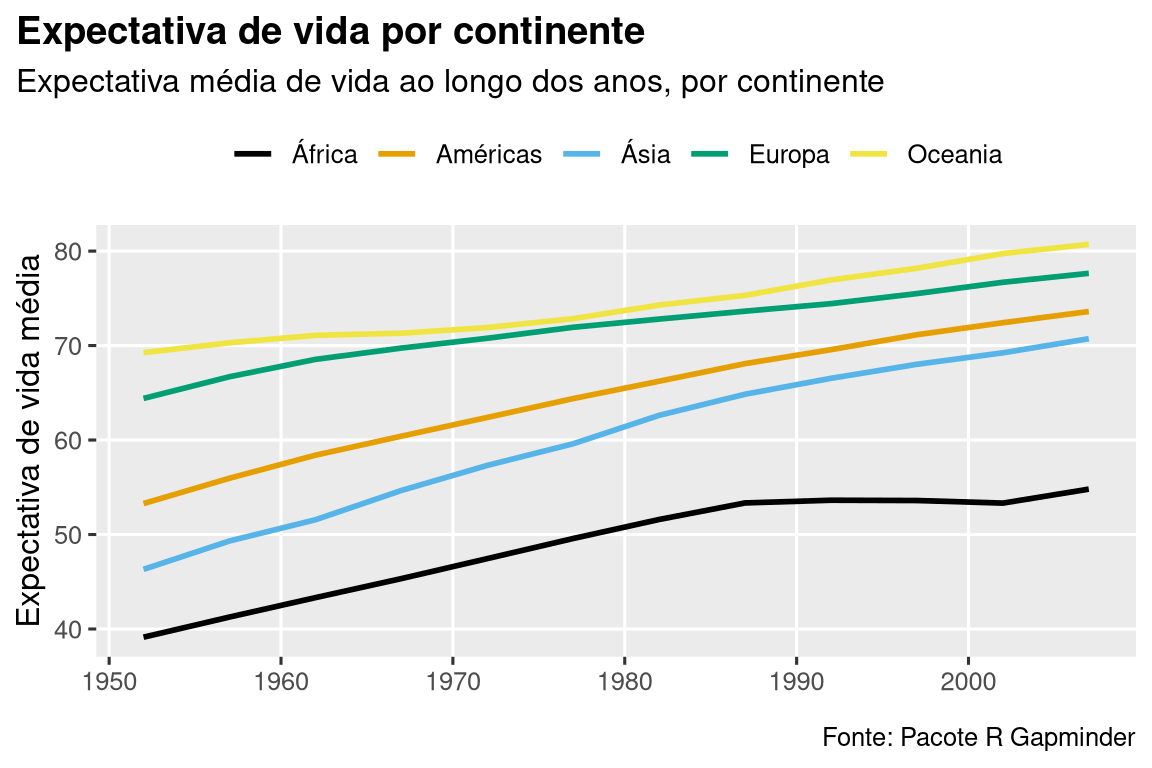 Expectativa de vida por continente
Expectativa média de vida ao longo dos anos, por continente
África Américas Ásia Europa Oceania
Expectativa de vida média
80
70
60
50
40
1950 1960 1970 1980 1990 2000
Fonte: Pacote R Gapminder